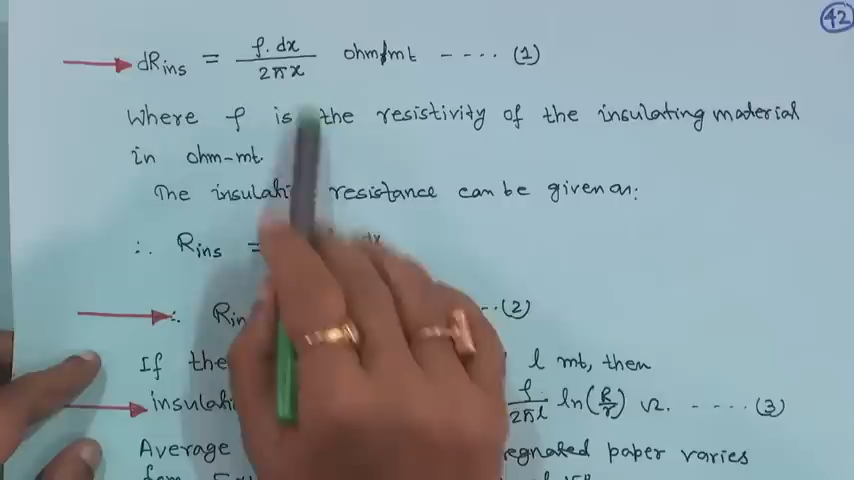 42
dRins = ρ.dx / 2πx ohm/mt ---- (1)
Where ρ is the resistivity of the insulating material
in ohm-mt.
The insulati resistance can be given as:
∴ Rins = dx
∴ Rin -- (2)
If the l mt, then
insulati ρ/2πl ln(R/r) Ω. ---- (3)
Average regnated paper varies